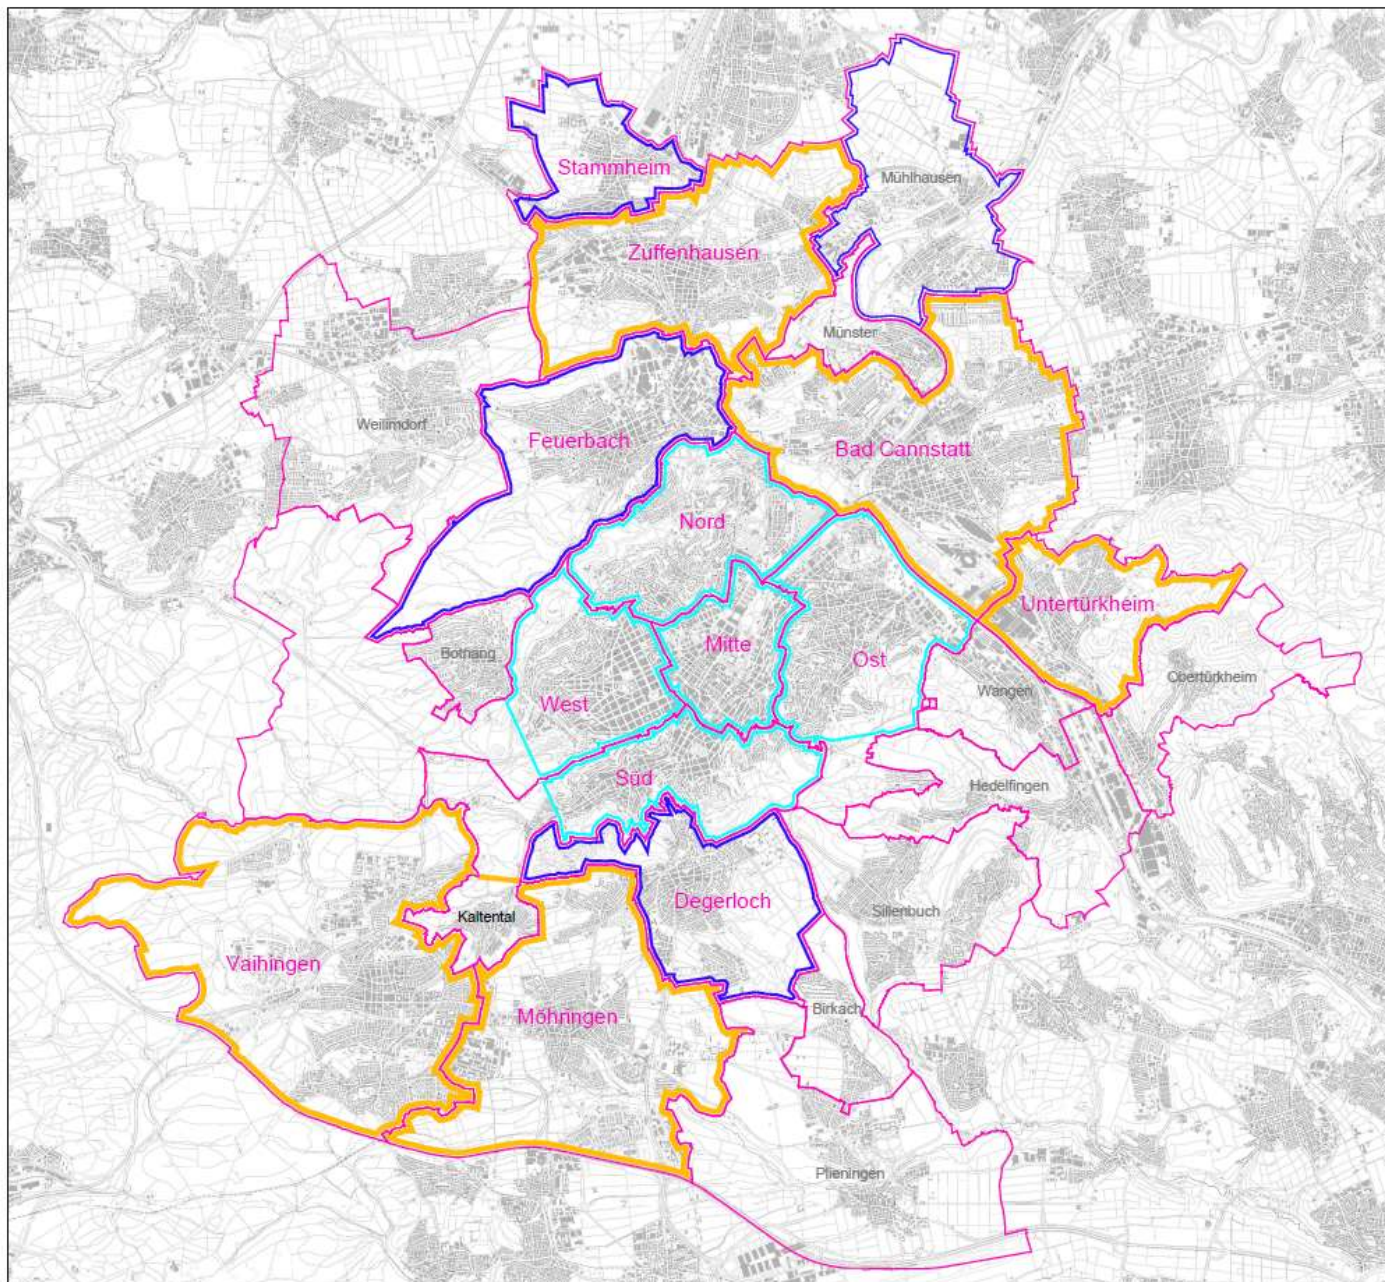 Stammheim
Mühlhausen
Zuffenhausen
Münster
Weilimdorf
Feuerbach
Bad Cannstatt
Nord
Untertürkheim
Mitte
Botnang
Ost
Obertürkheim
Wangen
West
Süd
Hedelfingen
Degerloch
Sillenbuch
Kaltental
Vaihingen
Birkach
Möhringen
Plieningen